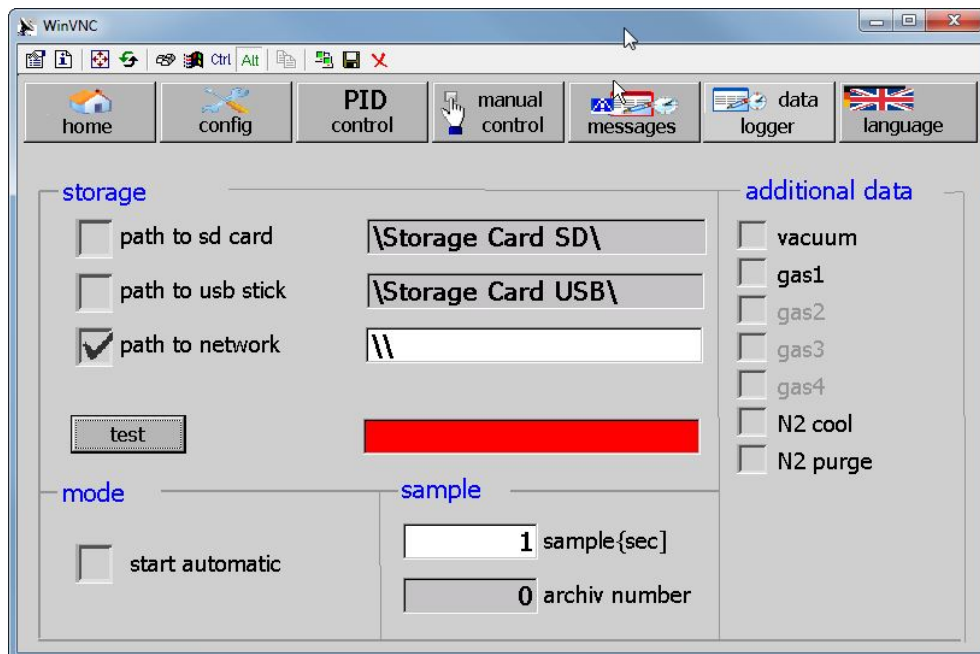 WinVNC
Ctrl Alt
home
config
PID
control
manual
control
messages
data
logger
language
storage
path to sd card
\Storage Card SD\
path to usb stick
\Storage Card USB\
path to network
\\
test
additional data
vacuum
gas1
gas2
gas3
gas4
N2 cool
N2 purge
mode
start automatic
sample
1 sample{sec]
0 archiv number